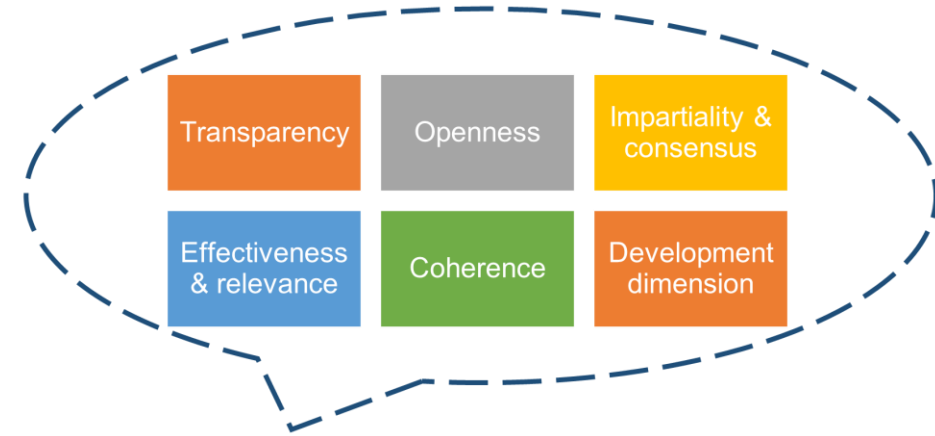 Transparency
Openness
Impartiality &
consensus
Effectiveness
& relevance
Coherence
Development
dimension